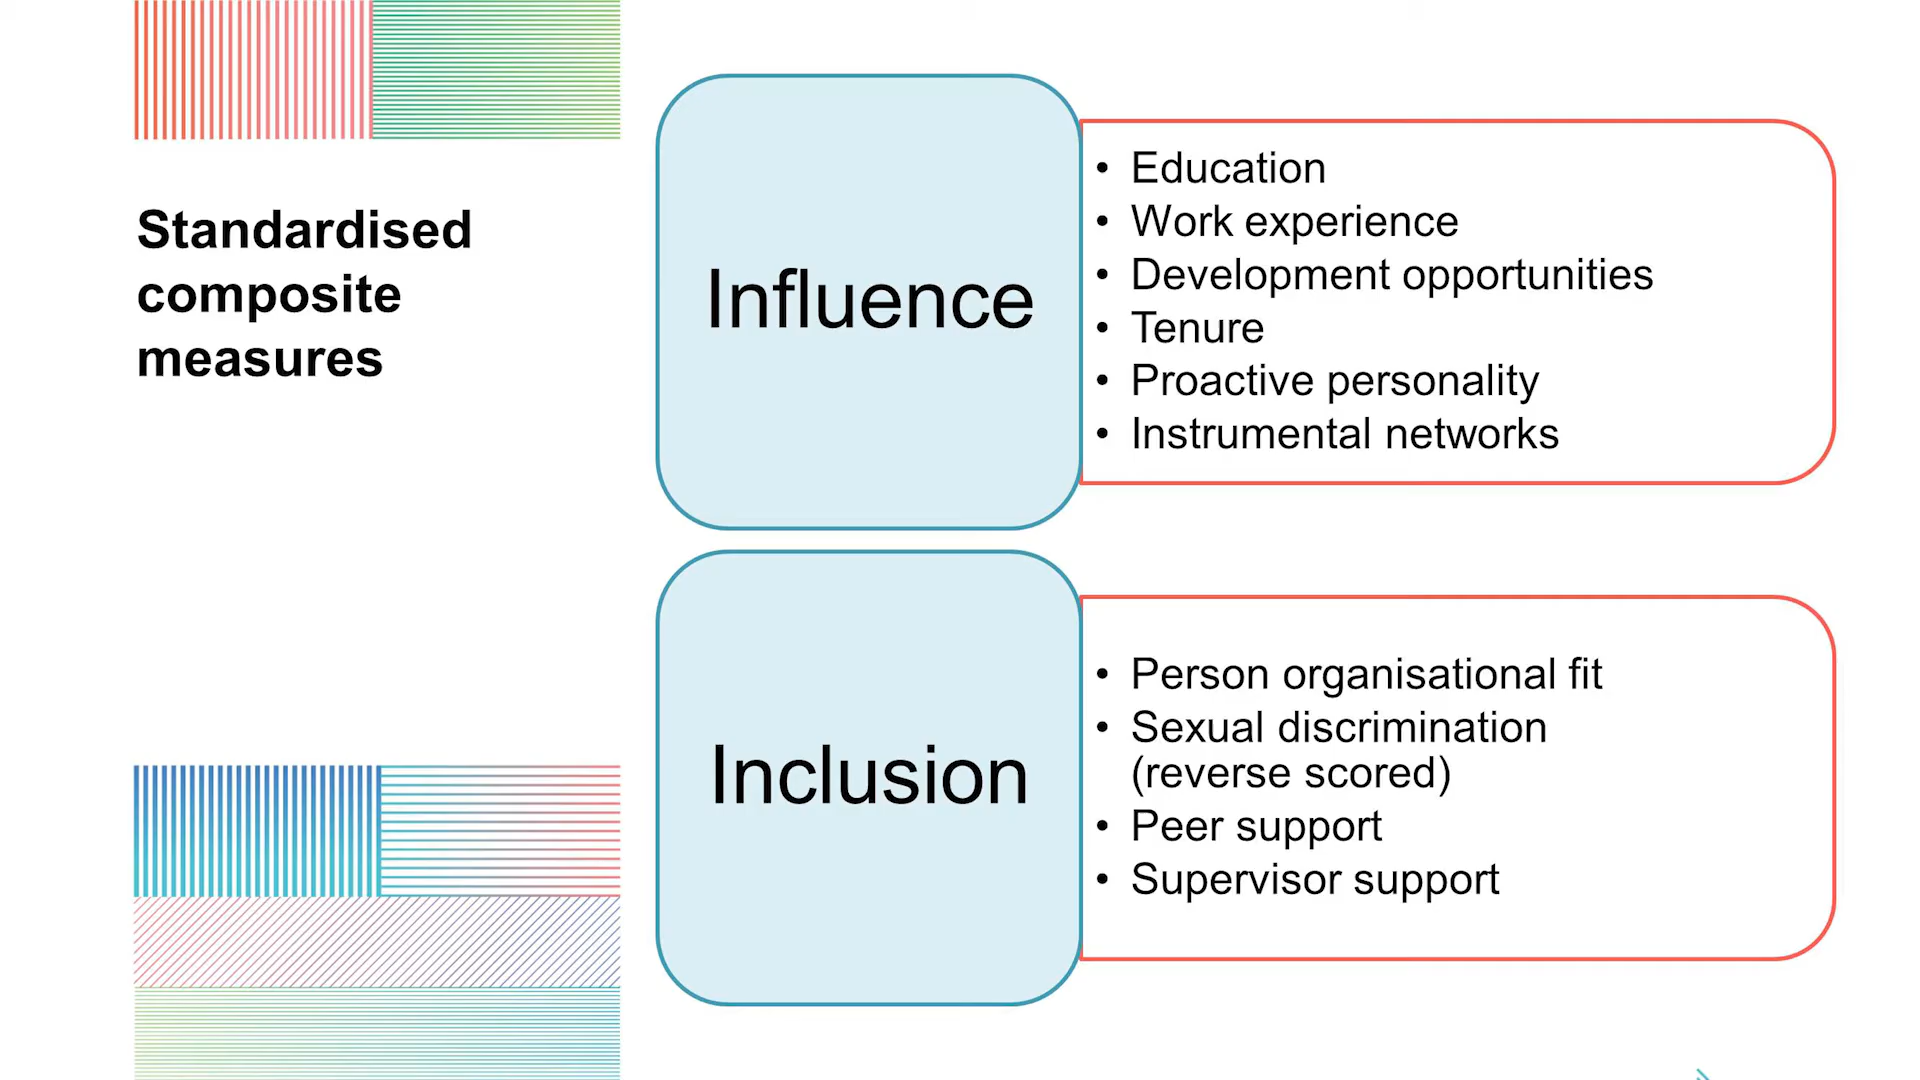 Standardised
composite
measures
Influence
• Education
• Work experience
• Development opportunities
• Tenure
• Proactive personality
• Instrumental networks
Inclusion
• Person organisational fit
• Sexual discrimination
(reverse scored)
• Peer support
• Supervisor support